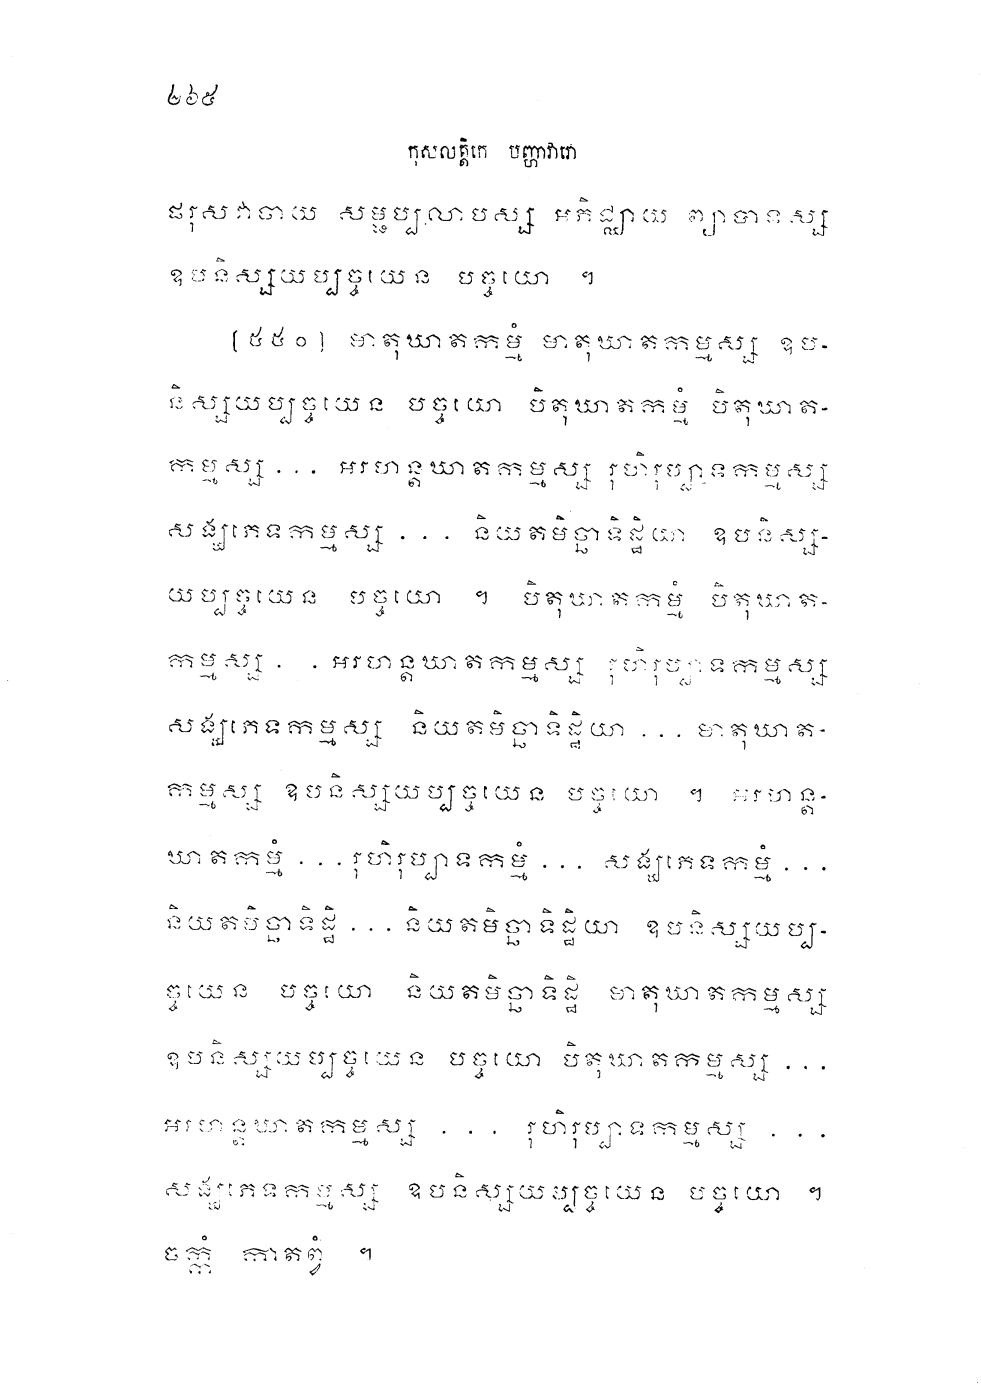 ២៦៥
កុសលត្តិកេ បញ្ហាវារោ
ផរុសវាចាយ សម្ផប្បលាបស្ស អភិជ្ឈាយ ព្យាបាទស្ស
ឧបនិស្សយប្បច្ចយេន បច្ចយោ ។
[៥៥០] មាតុឃាតកម្មំ មាតុឃាតកម្មស្ស ឧប-
និស្សយប្បច្ចយេន បច្ចយោ បិតុឃាតកម្មំ បិតុឃាត-
កម្មស្ស ... អរហន្តឃាតកម្មស្ស រុហិរុប្បាទកម្មស្ស
សង្ឃភេទកម្មស្ស ... និយតមិច្ឆាទិដ្ឋិយា ឧបនិស្ស-
យប្បច្ចយេន បច្ចយោ ។ បិតុឃាតកម្មំ បិតុឃាត-
កម្មស្ស . . អរហន្តឃាតកម្មស្ស រុហិរុប្បាទកម្មស្ស
សង្ឃភេទកម្មស្ស និយតមិច្ឆាទិដ្ឋិយា ... មាតុឃាត-
កម្មស្ស ឧបនិស្សយប្បច្ចយេន បច្ចយោ ។ អរហន្ត-
ឃាតកម្មំ ... រុហិរុប្បាទកម្មំ ... សង្ឃភេទកម្មំ ...
និយតមិច្ឆាទិដ្ឋិ ... និយតមិច្ឆាទិដ្ឋិយា ឧបនិស្សយប្ប-
ច្ចយេន បច្ចយោ និយតមិច្ឆាទិដ្ឋិ មាតុឃាតកម្មស្ស
ឧបនិស្សយប្បច្ចយេន បច្ចយោ បិតុឃាតកម្មស្ស ...
អរហន្តឃាតកម្មស្ស ... រុហិរុប្បាទកម្មស្ស ...
សង្ឃភេទកម្មស្ស ឧបនិស្សយប្បច្ចយេន បច្ចយោ ។
ចក្កំ កាតព្វំ ។